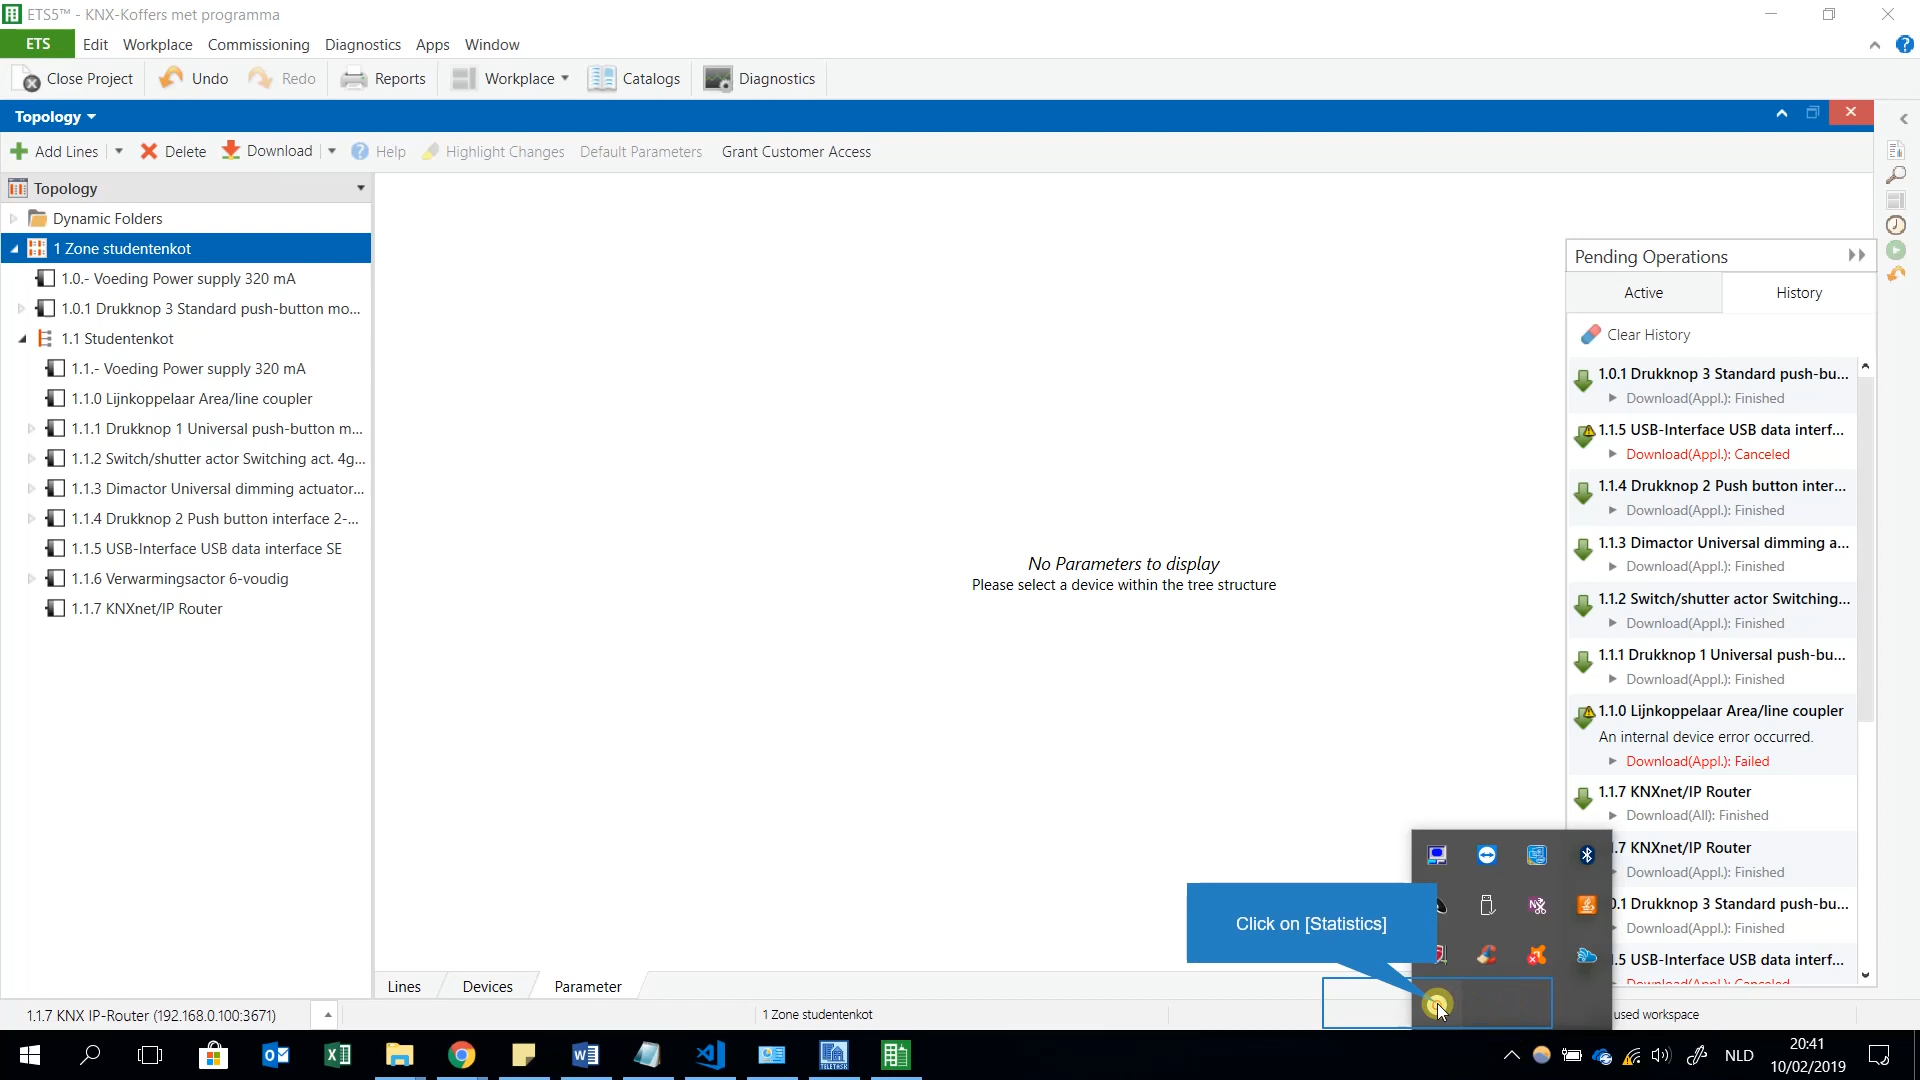 ETS5™ - KNX-Koffers met programma
ETS Edit Workplace Commissioning Diagnostics Apps Window
Close Project Undo Redo Reports Workplace Catalogs Diagnostics
Topology
Add Lines Delete Download Help Highlight Changes Default Parameters Grant Customer Access
Topology
Dynamic Folders
1 Zone studentenkot
1.0.- Voeding Power supply 320 mA
1.0.1 Drukknop 3 Standard push-button mo...
1.1 Studentenkot
1.1.- Voeding Power supply 320 mA
1.1.0 Lijnkoppelaar Area/line coupler
1.1.1 Drukknop 1 Universal push-button m...
1.1.2 Switch/shutter actor Switching act. 4g...
1.1.3 Dimactor Universal dimming actuator...
1.1.4 Drukknop 2 Push button interface 2-...
1.1.5 USB-Interface USB data interface SE
1.1.6 Verwarmingsactor 6-voudig
1.1.7 KNXnet/IP Router
No Parameters to display
Please select a device within the tree structure
Pending Operations
Active History
Clear History
1.0.1 Drukknop 3 Standard push-bu...
Download(Appl.): Finished
1.1.5 USB-Interface USB data interf...
Download(Appl.): Canceled
1.1.4 Drukknop 2 Push button inter...
Download(Appl.): Finished
1.1.3 Dimactor Universal dimming a...
Download(Appl.): Finished
1.1.2 Switch/shutter actor Switching...
Download(Appl.): Finished
1.1.1 Drukknop 1 Universal push-bu...
Download(Appl.): Finished
1.1.0 Lijnkoppelaar Area/line coupler
An internal device error occurred.
Download(Appl.): Failed
1.1.7 KNXnet/IP Router
Download(All): Finished
.7 KNXnet/IP Router
Download(Appl.): Finished
.1 Drukknop 3 Standard push-bu...
Download(Appl.): Finished
.5 USB-Interface USB data interf...
Download(Appl.): Canceled
Click on [Statistics]
Lines Devices Parameter
1.1.7 KNX IP-Router (192.168.0.100:3671) 1 Zone studentenkot used workspace
TELETASK
NLD
20:41
10/02/2019